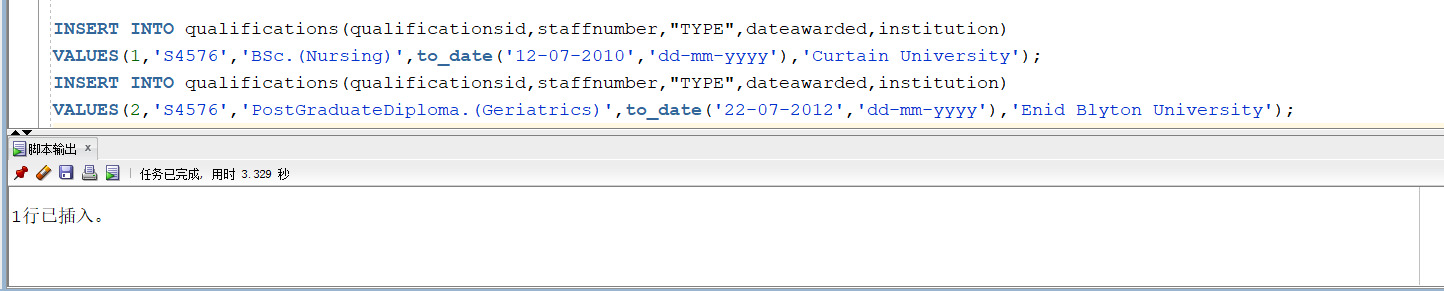 INSERT INTO qualifications(qualificationsid,staffnumber,"TYPE",dateawarded,institution)
VALUES(1,'S4576','BSc.(Nursing)',to_date('12-07-2010','dd-mm-yyyy'),'Curtain University');
INSERT INTO qualifications(qualificationsid,staffnumber,"TYPE",dateawarded,institution)
VALUES(2,'S4576','PostGraduateDiploma.(Geriatrics)',to_date('22-07-2012','dd-mm-yyyy'),'Enid Blyton University');
脚本输出 x
任务已完成, 用时 3.329 秒
1行已插入。